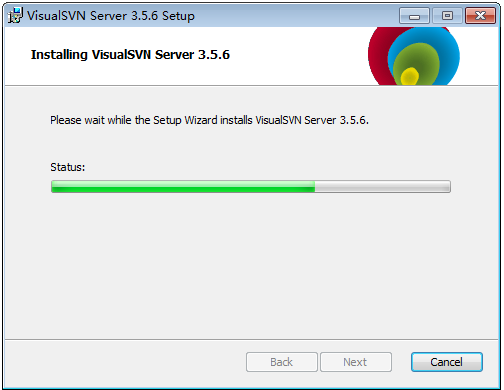 VisualSVN Server 3.5.6 Setup
Installing VisualSVN Server 3.5.6
Please wait while the Setup Wizard installs VisualSVN Server 3.5.6.
Status:
Back Next Cancel